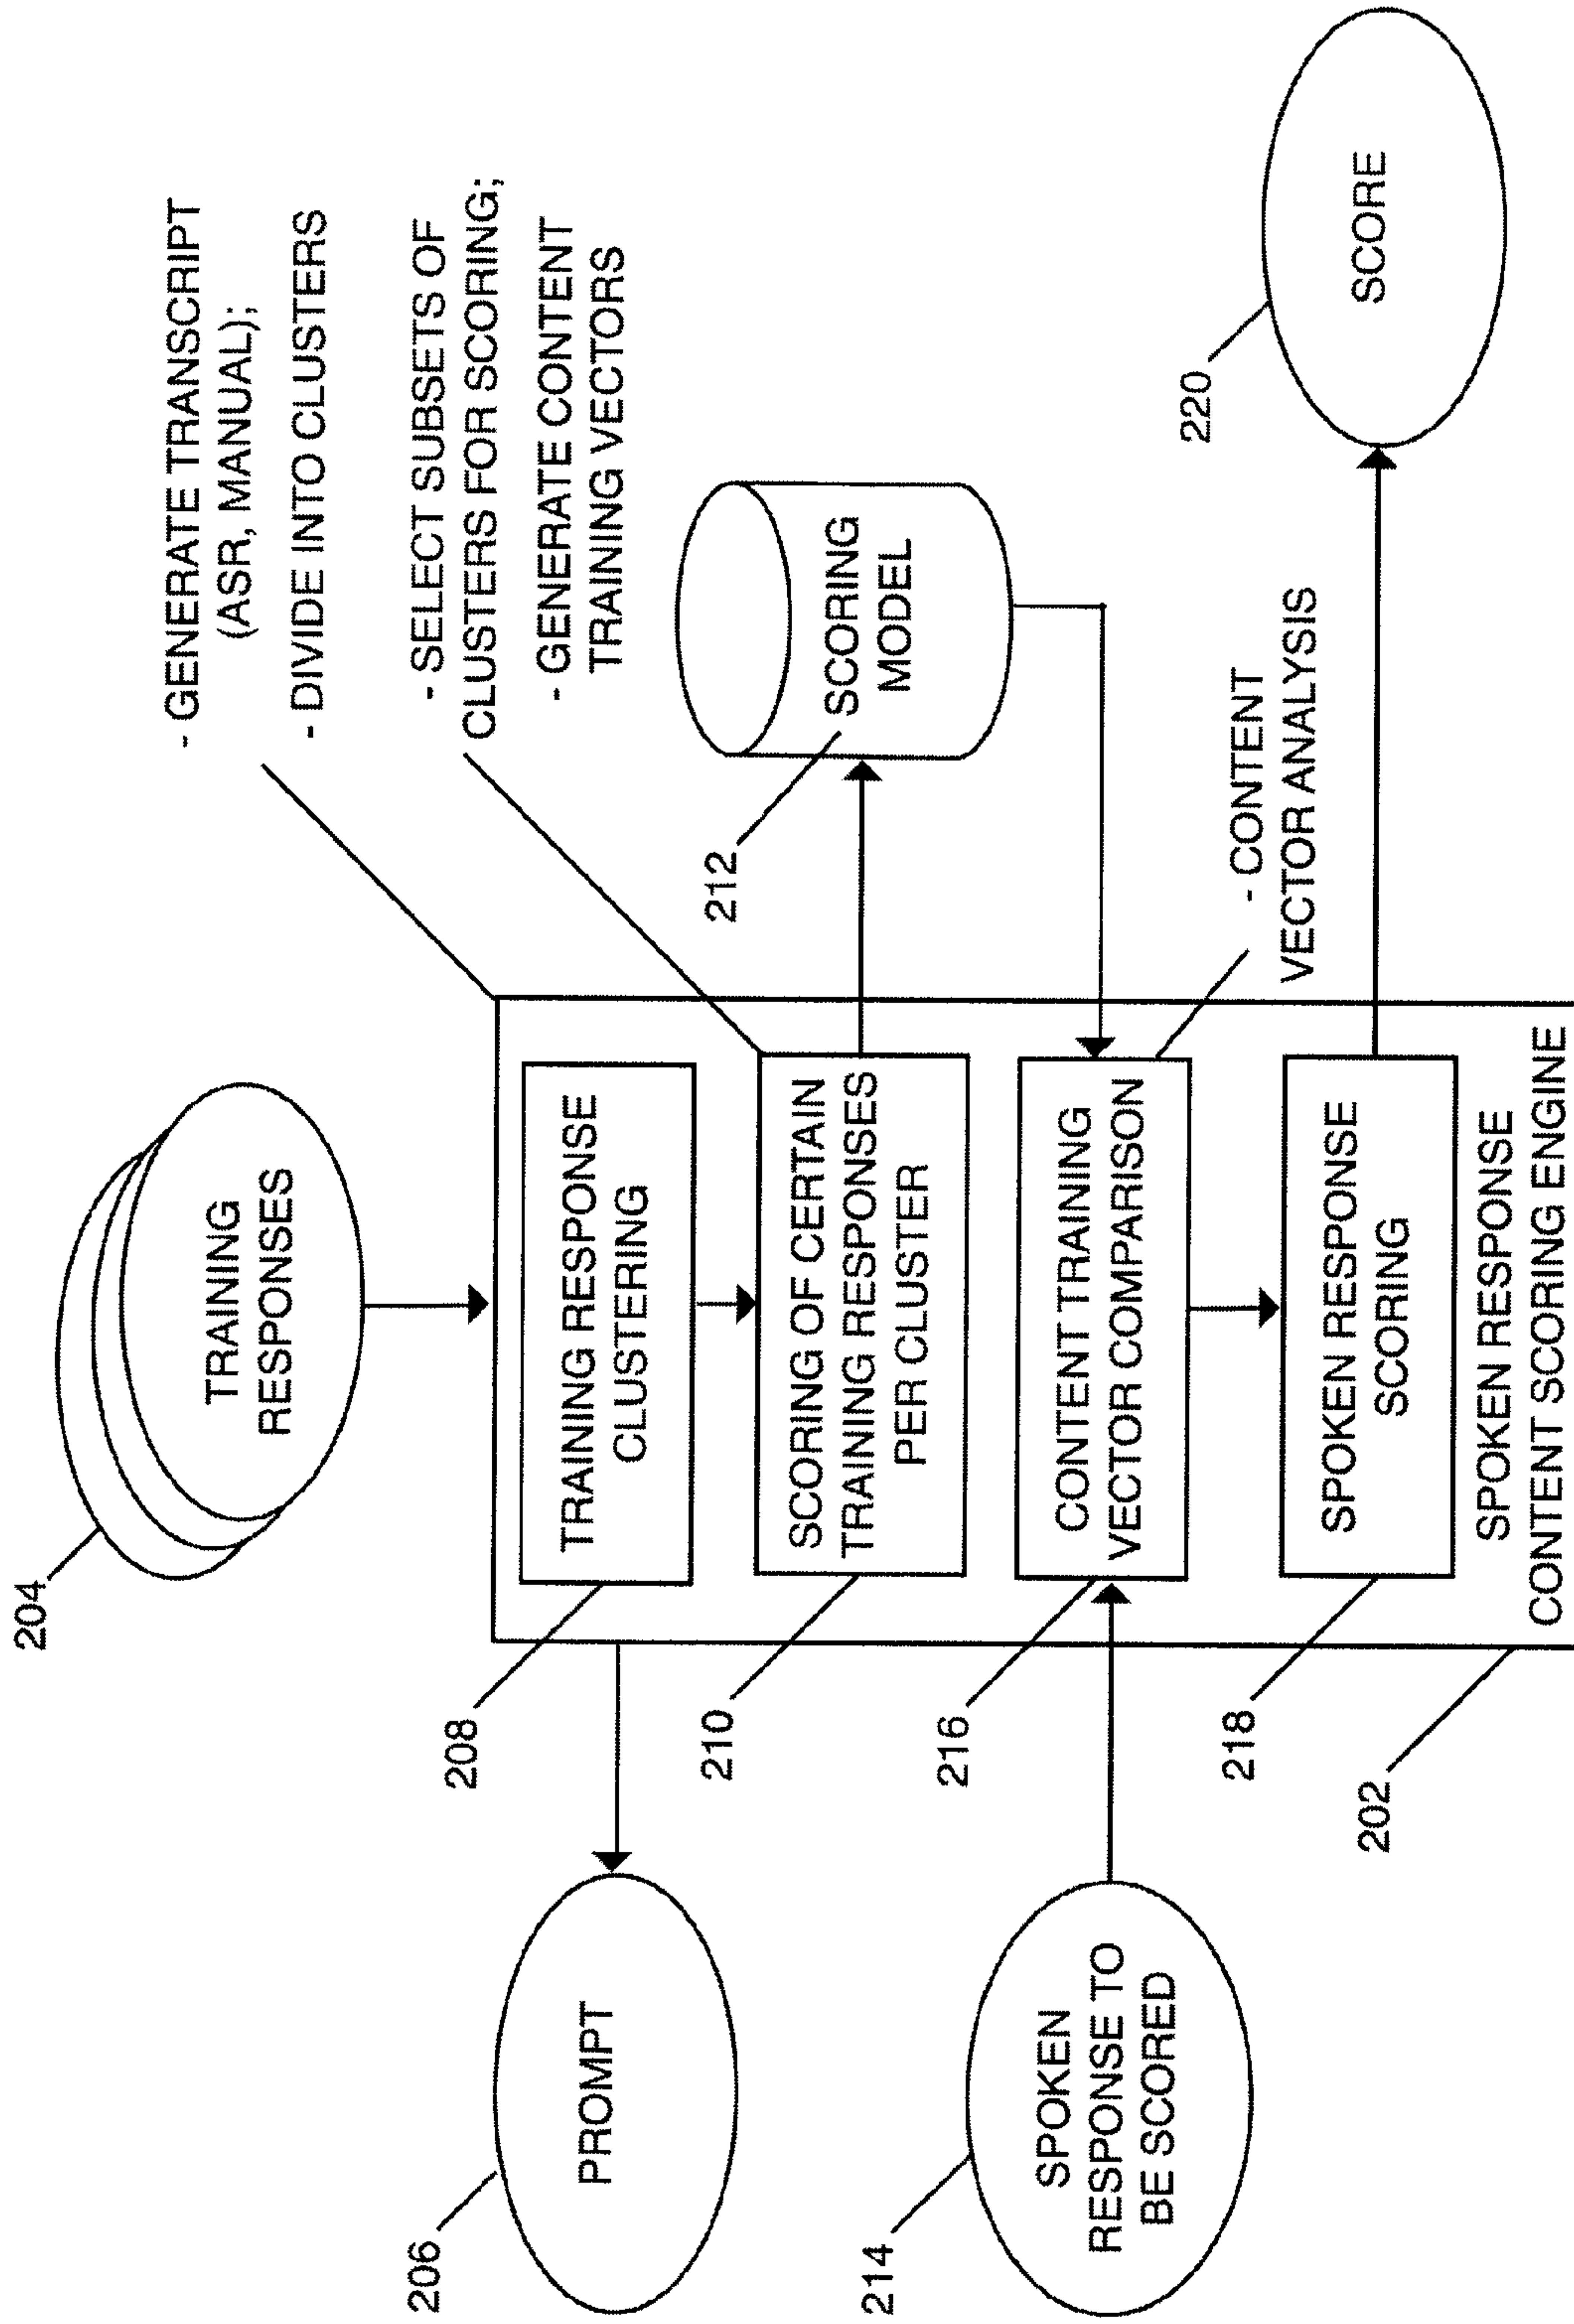 204
TRAINING
RESPONSES
- GENERATE TRANSCRIPT
(ASR, MANUAL);
- DIVIDE INTO CLUSTERS
- SELECT SUBSETS OF
CLUSTERS FOR SCORING;
- GENERATE CONTENT
TRAINING VECTORS
206
PROMPT
208
TRAINING RESPONSE
CLUSTERING
210
SCORING OF CERTAIN
TRAINING RESPONSES
PER CLUSTER
212
SCORING
MODEL
214
SPOKEN
RESPONSE TO
BE SCORED
216
CONTENT TRAINING
VECTOR COMPARISON
- CONTENT
VECTOR ANALYSIS
218
SPOKEN RESPONSE
SCORING
220
SCORE
202
SPOKEN RESPONSE
CONTENT SCORING ENGINE